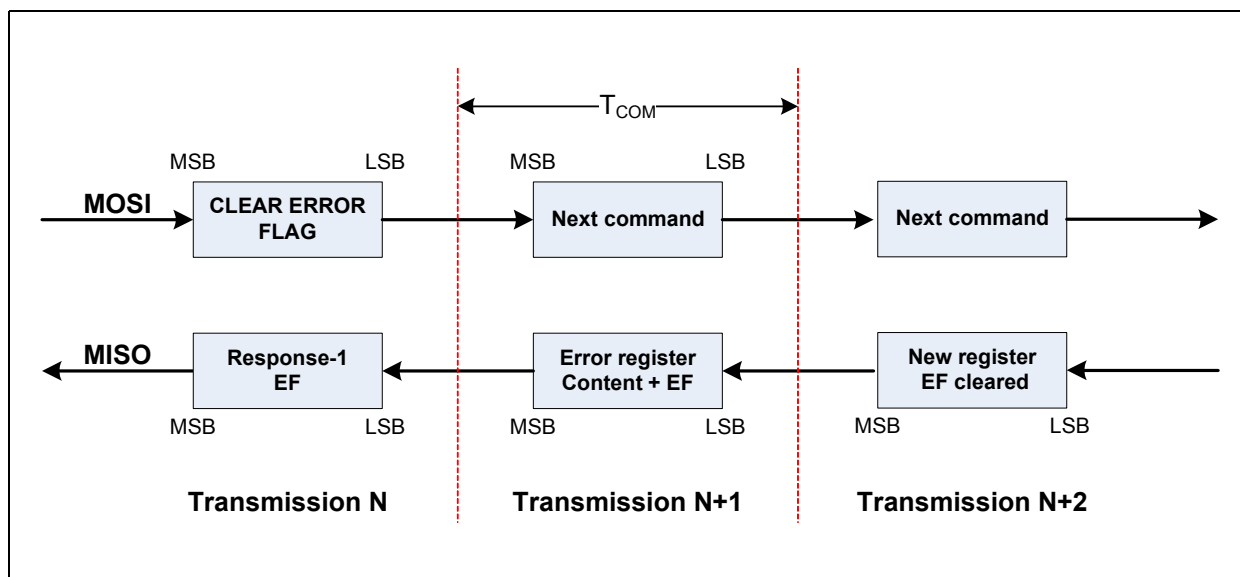 T_COM
MSB LSB MSB LSB
MOSI CLEAR ERROR
FLAG Next command Next command
MISO Response-1
EF Error register
Content + EF New register
EF cleared
MSB LSB MSB LSB MSB LSB
Transmission N Transmission N+1 Transmission N+2